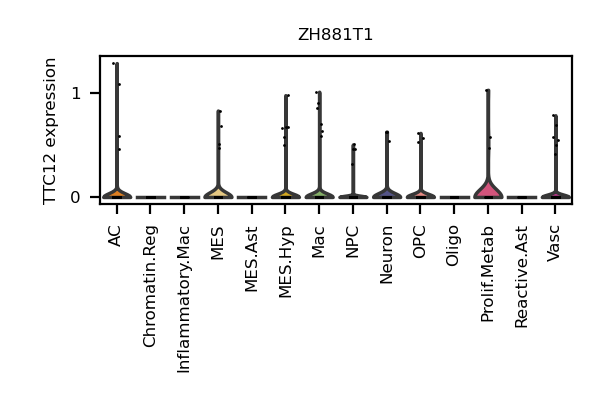 ZH881T1
TTC12 expression
1
0
AC
Chromatin.Reg
Inflammatory.Mac
MES
MES.Ast
MES.Hyp
Mac
NPC
Neuron
OPC
Oligo
Prolif.Metab
Reactive.Ast
Vasc